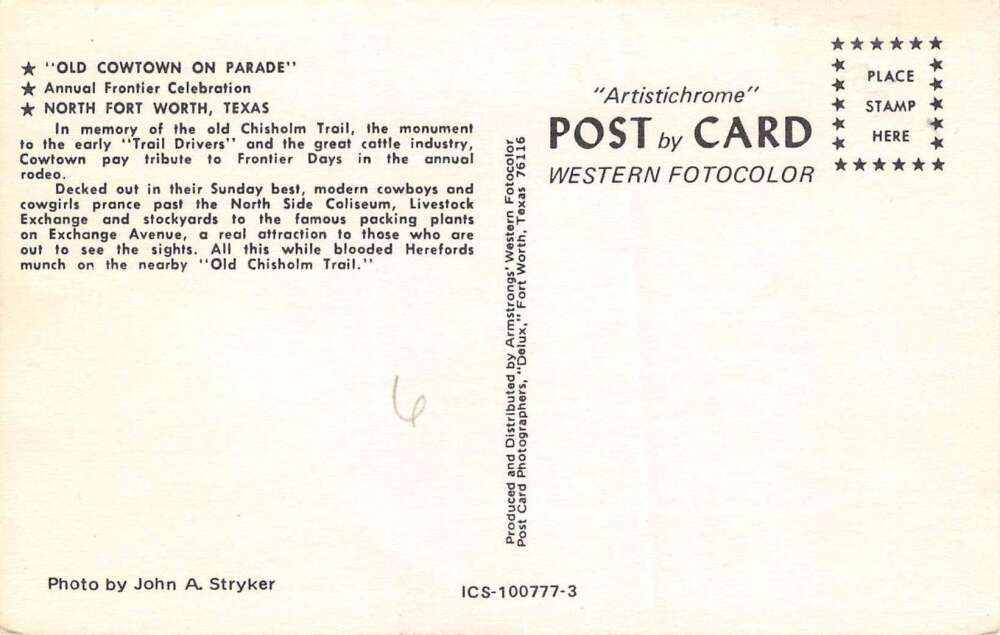 ★ "OLD COWTOWN ON PARADE"
★ Annual Frontier Celebration
★ NORTH FORT WORTH, TEXAS
In memory of the old Chisholm Trail, the monument
to the early "Trail Drivers" and the great cattle industry,
Cowtown pay tribute to Frontier Days in the annual
rodeo.
Decked out in their Sunday best, modern cowboys and
cowgirls prance past the North Side Coliseum, Livestock
Exchange and stockyards to the famous packing plants
on Exchange Avenue, a real attraction to those who are
out to see the sights. All this while blooded Herefords
munch on the nearby "Old Chisholm Trail."
6
Photo by John A. Stryker
Produced and Distributed by Armstrongs' Western Fotocolor
Post Card Photographers, "Delux," Fort Worth, Texas 76116
ICS-100777-3
"Artistichrome"
POST by CARD
WESTERN FOTOCOLOR
PLACE
STAMP
HERE